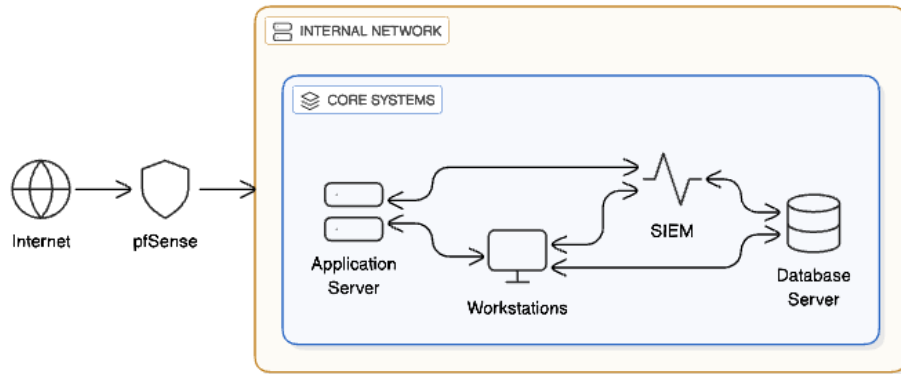 INTERNAL NETWORK
CORE SYSTEMS
Internet
pfSense
Application
Server
Workstations
SIEM
Database
Server